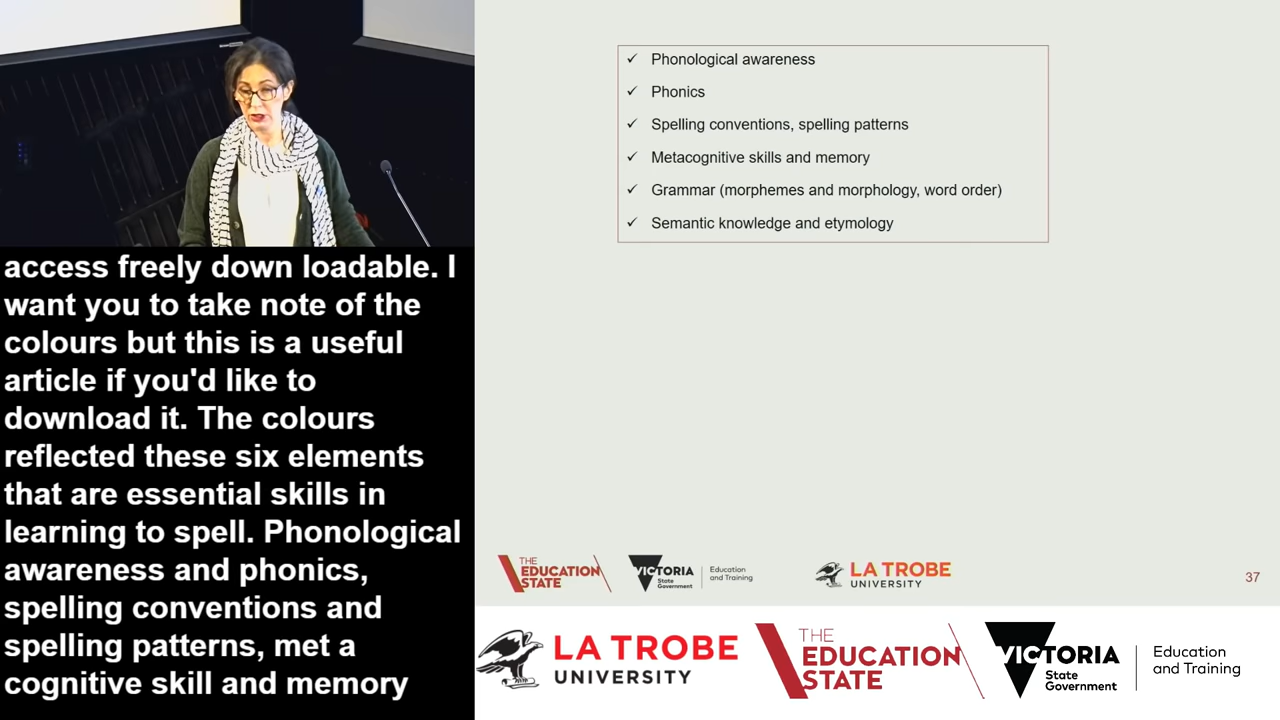 access freely down loadable. I
want you to take note of the
colours but this is a useful
article if you'd like to
download it. The colours
reflected these six elements
that are essential skills in
learning to spell. Phonological
awareness and phonics,
spelling conventions and
spelling patterns, met a
cognitive skill and memory
✓ Phonological awareness
✓ Phonics
✓ Spelling conventions, spelling patterns
✓ Metacognitive skills and memory
✓ Grammar (morphemes and morphology, word order)
✓ Semantic knowledge and etymology
THE
EDUCATION
STATE
VICTORIA
State
Government
Education
and Training
LA TROBE
UNIVERSITY
37
LA TROBE
UNIVERSITY
THE
EDUCATION
STATE
VICTORIA
State
Government
Education
and Training